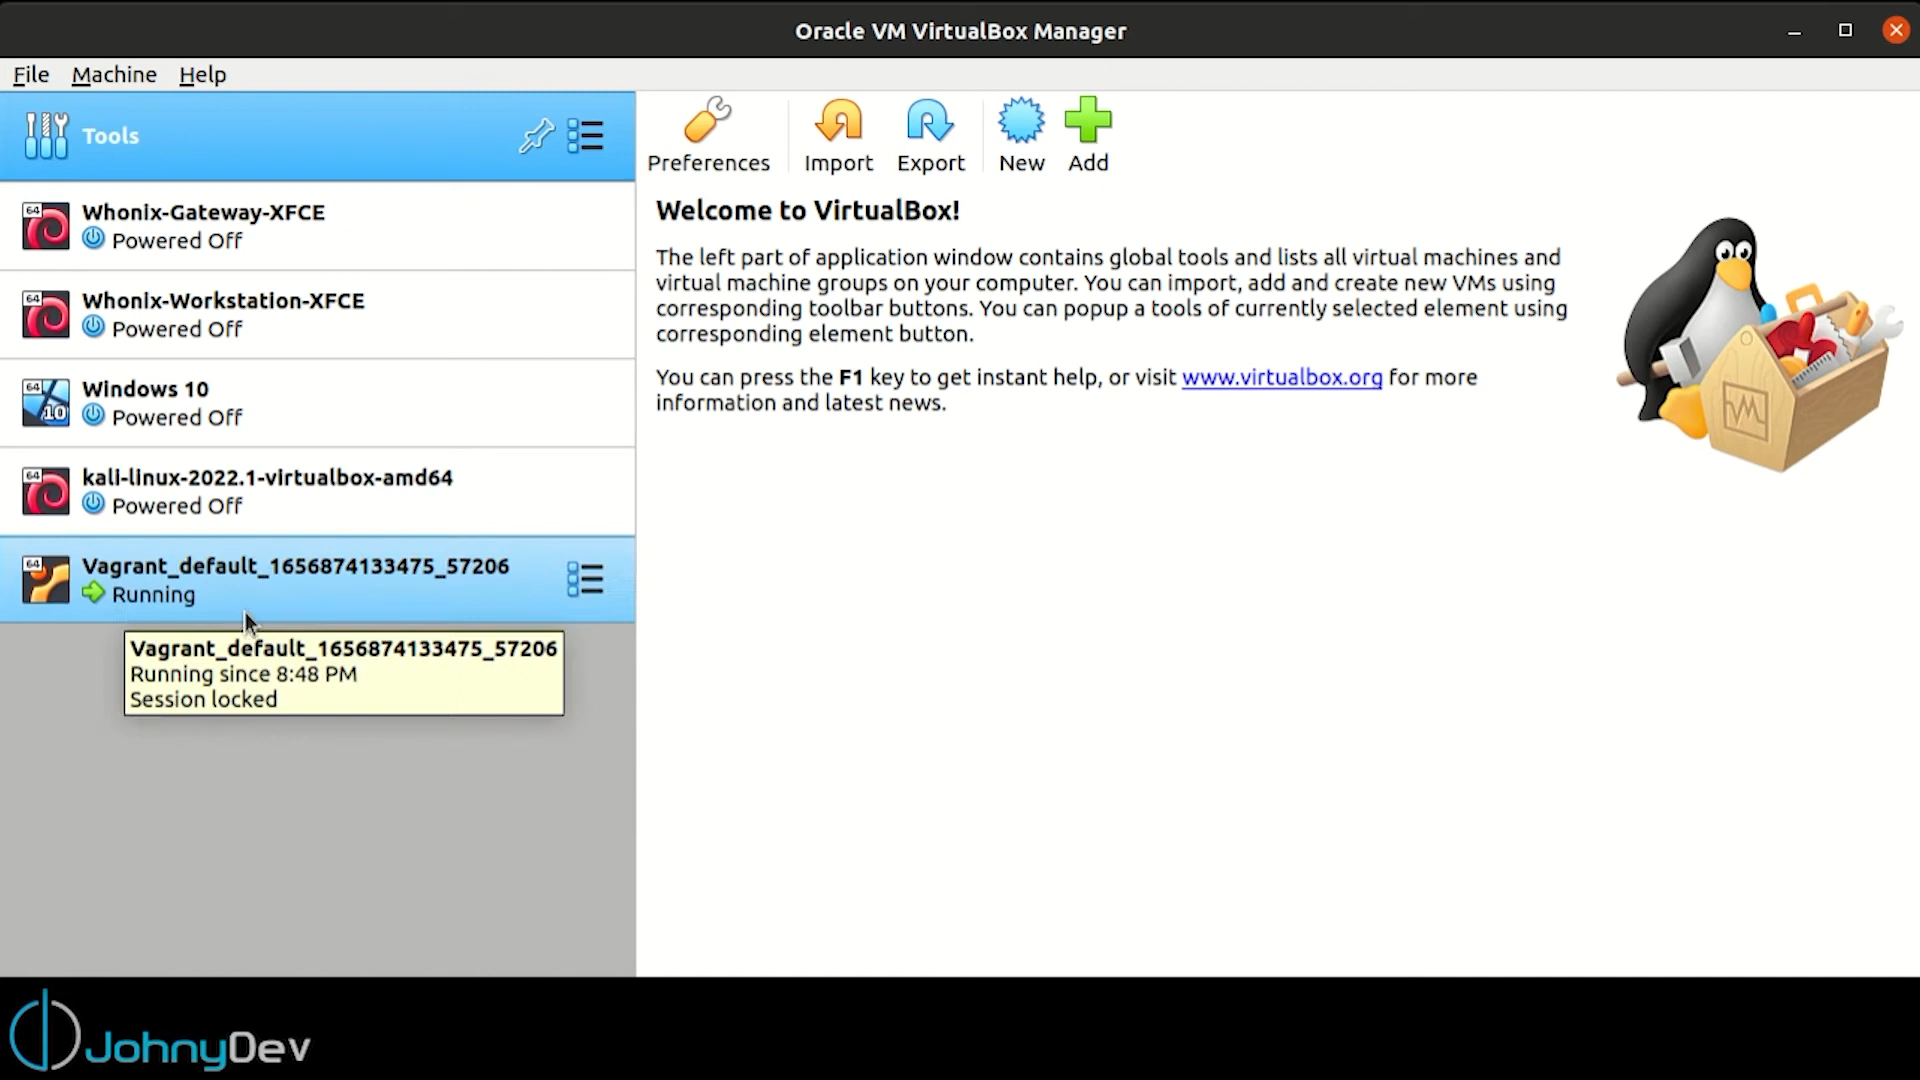 Oracle VM VirtualBox Manager
File Machine Help
Tools
Preferences Import Export New Add
64
Whonix-Gateway-XFCE
Powered Off
64
Whonix-Workstation-XFCE
Powered Off
64
10
Windows 10
Powered Off
64
kali-linux-2022.1-virtualbox-amd64
Powered Off
64
Vagrant_default_1656874133475_57206
Running
Vagrant_default_1656874133475_57206
Running since 8:48 PM
Session locked
Welcome to VirtualBox!
The left part of application window contains global tools and lists all virtual machines and
virtual machine groups on your computer. You can import, add and create new VMs using
corresponding toolbar buttons. You can popup a tools of currently selected element using
corresponding element button.
You can press the F1 key to get instant help, or visit www.virtualbox.org for more
information and latest news.
JohnyDev